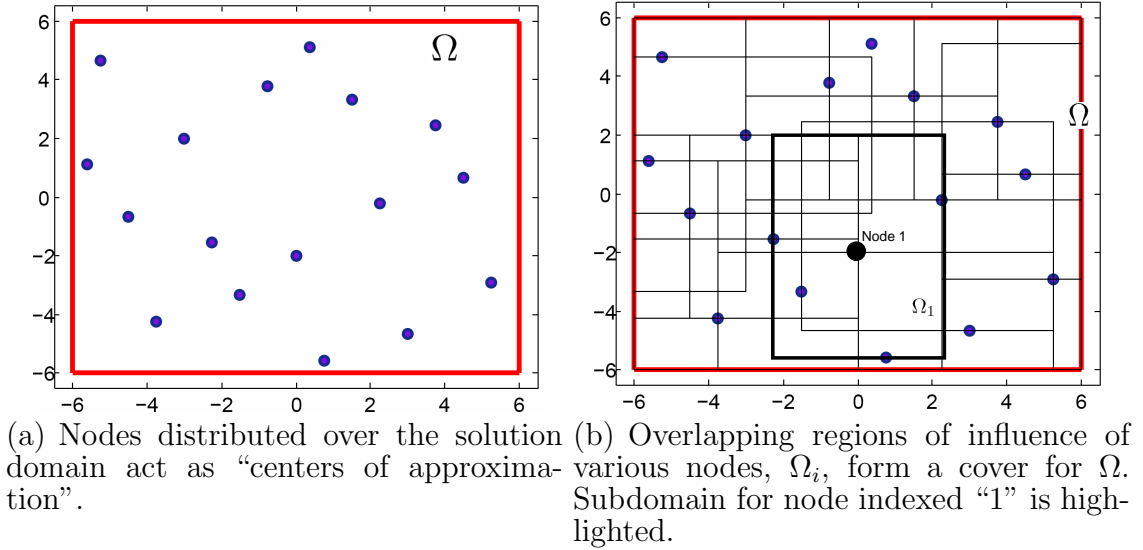 Ω
6
4
2
0
−2
−4
−6
−6 −4 −2 0 2 4 6
(a) Nodes distributed over the solution
domain act as “centers of approxima-
tion”.
Ω
Node 1
Ω1
6
4
2
0
−2
−4
−6
−6 −4 −2 0 2 4 6
(b) Overlapping regions of influence of
various nodes, Ωi, form a cover for Ω.
Subdomain for node indexed “1” is high-
lighted.